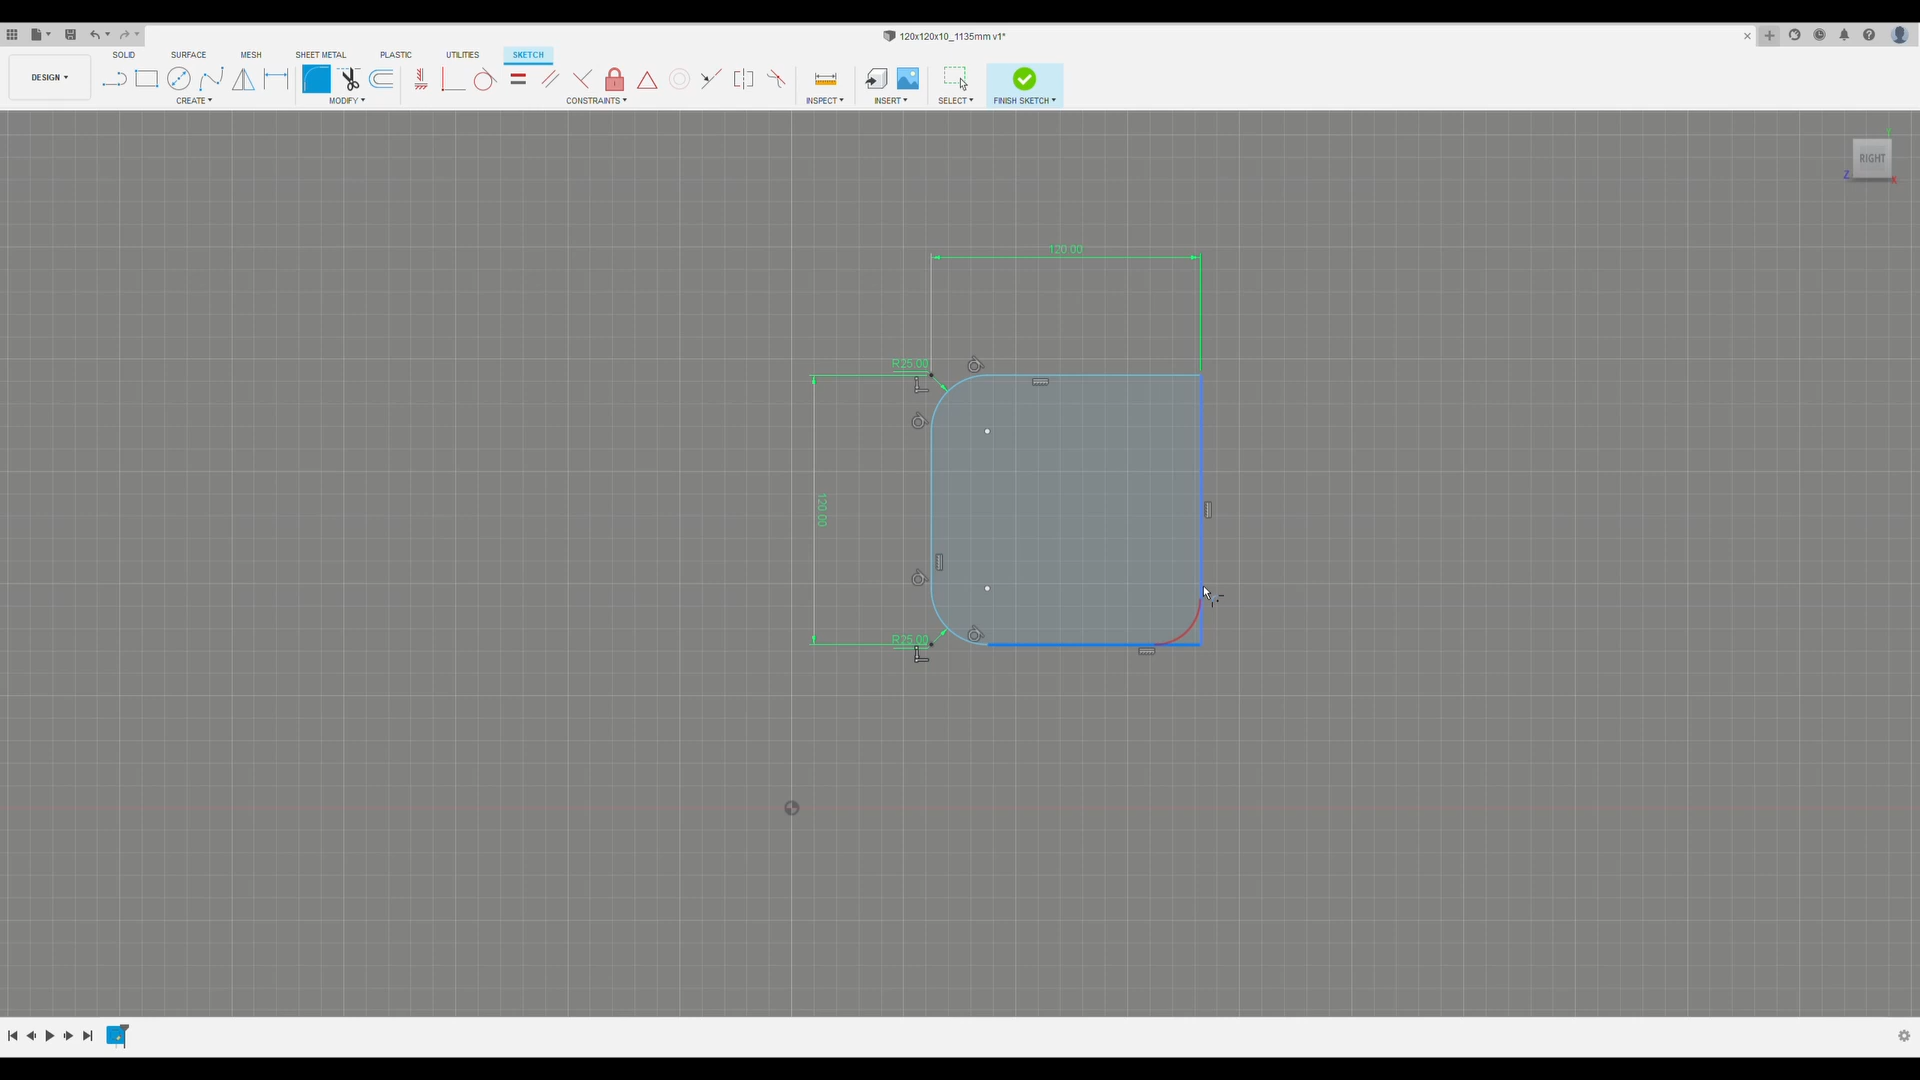 120x120x10_1135mm v1*
SOLID SURFACE MESH SHEET METAL PLASTIC UTILITIES SKETCH
DESIGN
CREATE MODIFY CONSTRAINTS INSPECT INSERT SELECT FINISH SKETCH
Y
RIGHT
Z X
120.00
R25.00
120.00
R25.00